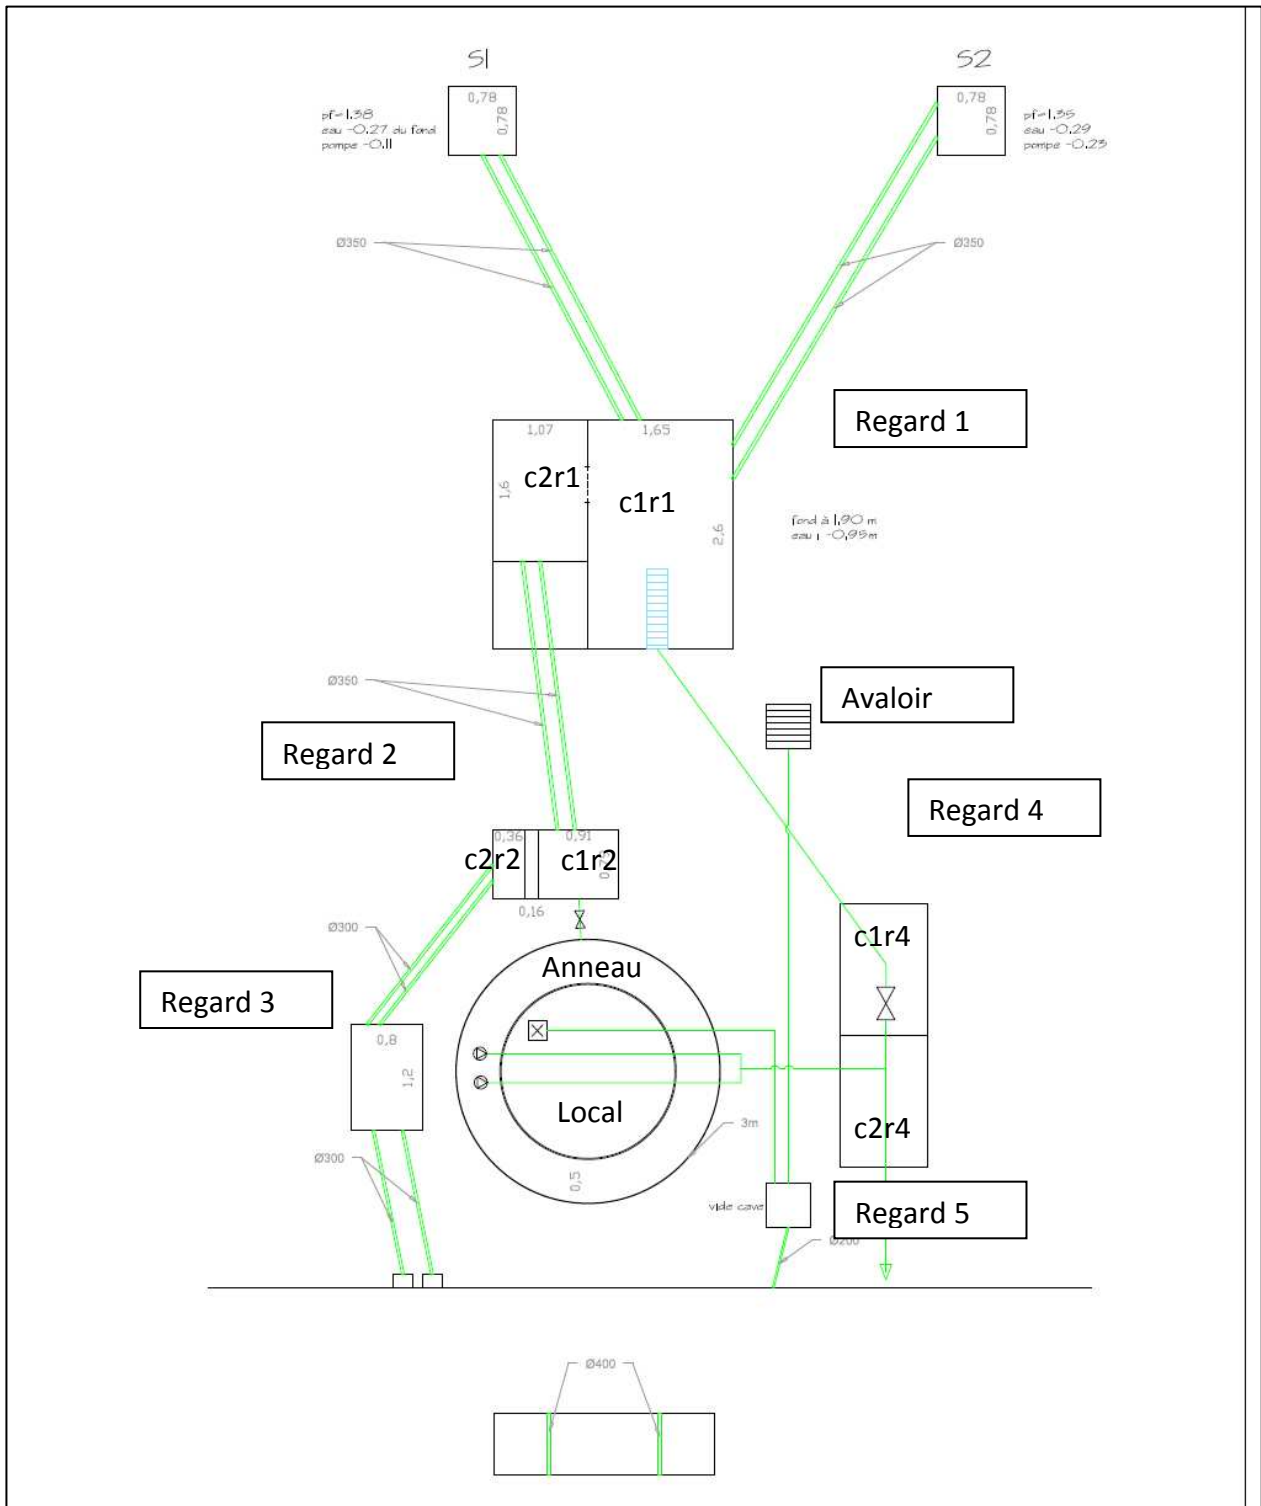 S1
S2
0,78
0,78
pf=1.38
eau -0.27 du fond
pompe -0.11
0,78
0,78
pf=1.35
eau -0.29
pompe -0.23
Ø350
Ø350
Regard 1
1,07
1,65
c2r1
c1r1
1,6
2,6
fond à 1,90 m
eau : -0,95m
Ø350
Avaloir
Regard 2
Regard 4
0,36
0,91
c2r2
c1r2
0,16
c1r4
Ø300
Anneau
Regard 3
0,8
1,2
Local
c2r4
3m
Ø300
0,5
vide cave
Regard 5
Ø200
Ø400